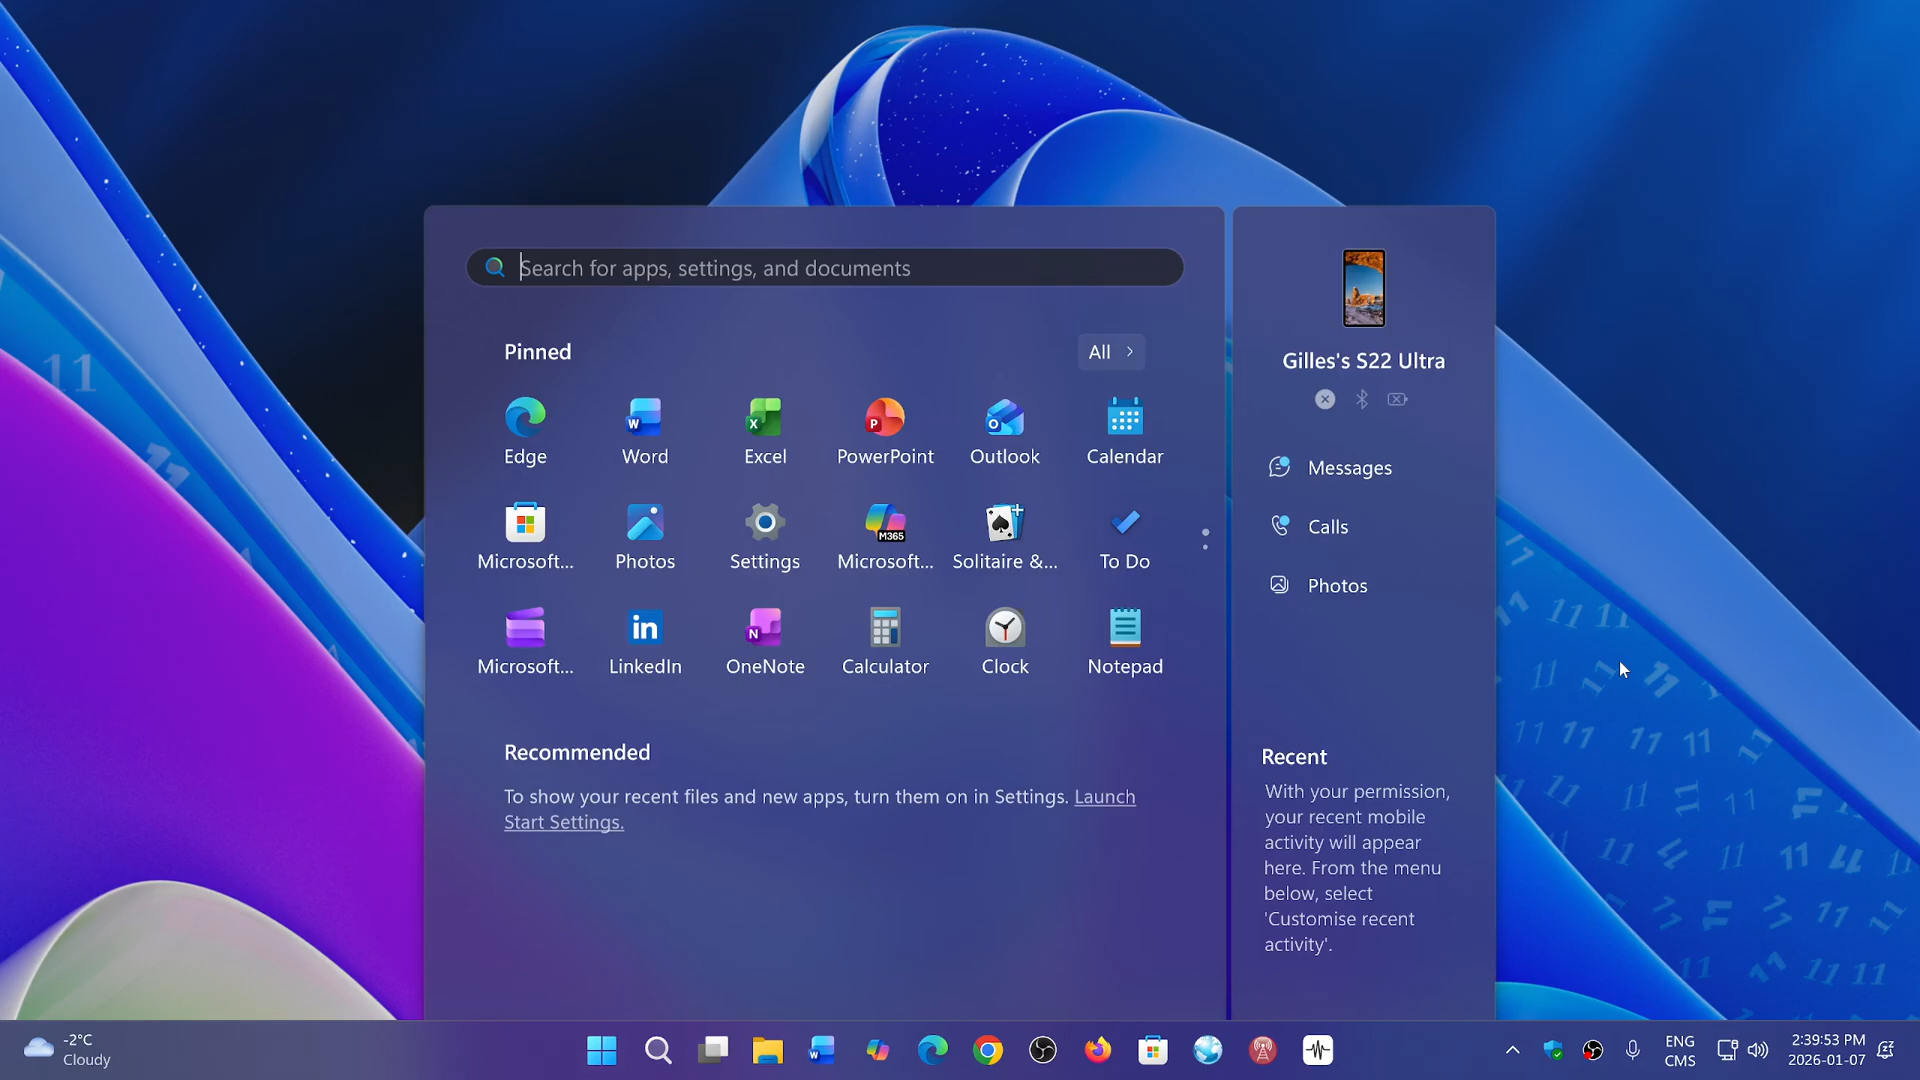 Search for apps, settings, and documents
Pinned
All
Edge
Word
Excel
PowerPoint
Outlook
Calendar
Microsoft...
Photos
Settings
Microsoft...
M365
Solitaire &...
To Do
Microsoft...
LinkedIn
OneNote
Calculator
Clock
Notepad
Recommended
To show your recent files and new apps, turn them on in Settings. Launch
Start Settings.
Gilles's S22 Ultra
Messages
Calls
Photos
Recent
With your permission,
your recent mobile
activity will appear
here. From the menu
below, select
'Customise recent
activity'.
-2°C
Cloudy
ENG
CMS
2:39:53 PM
2026-01-07